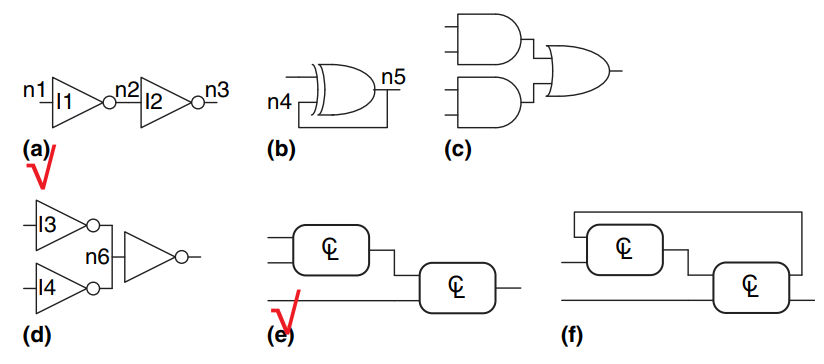 n1 I1 n2 I2 n3
n4 n5
(a) (b) (c)
I3
n6
I4
CL CL
CL CL
(d) (e) (f)